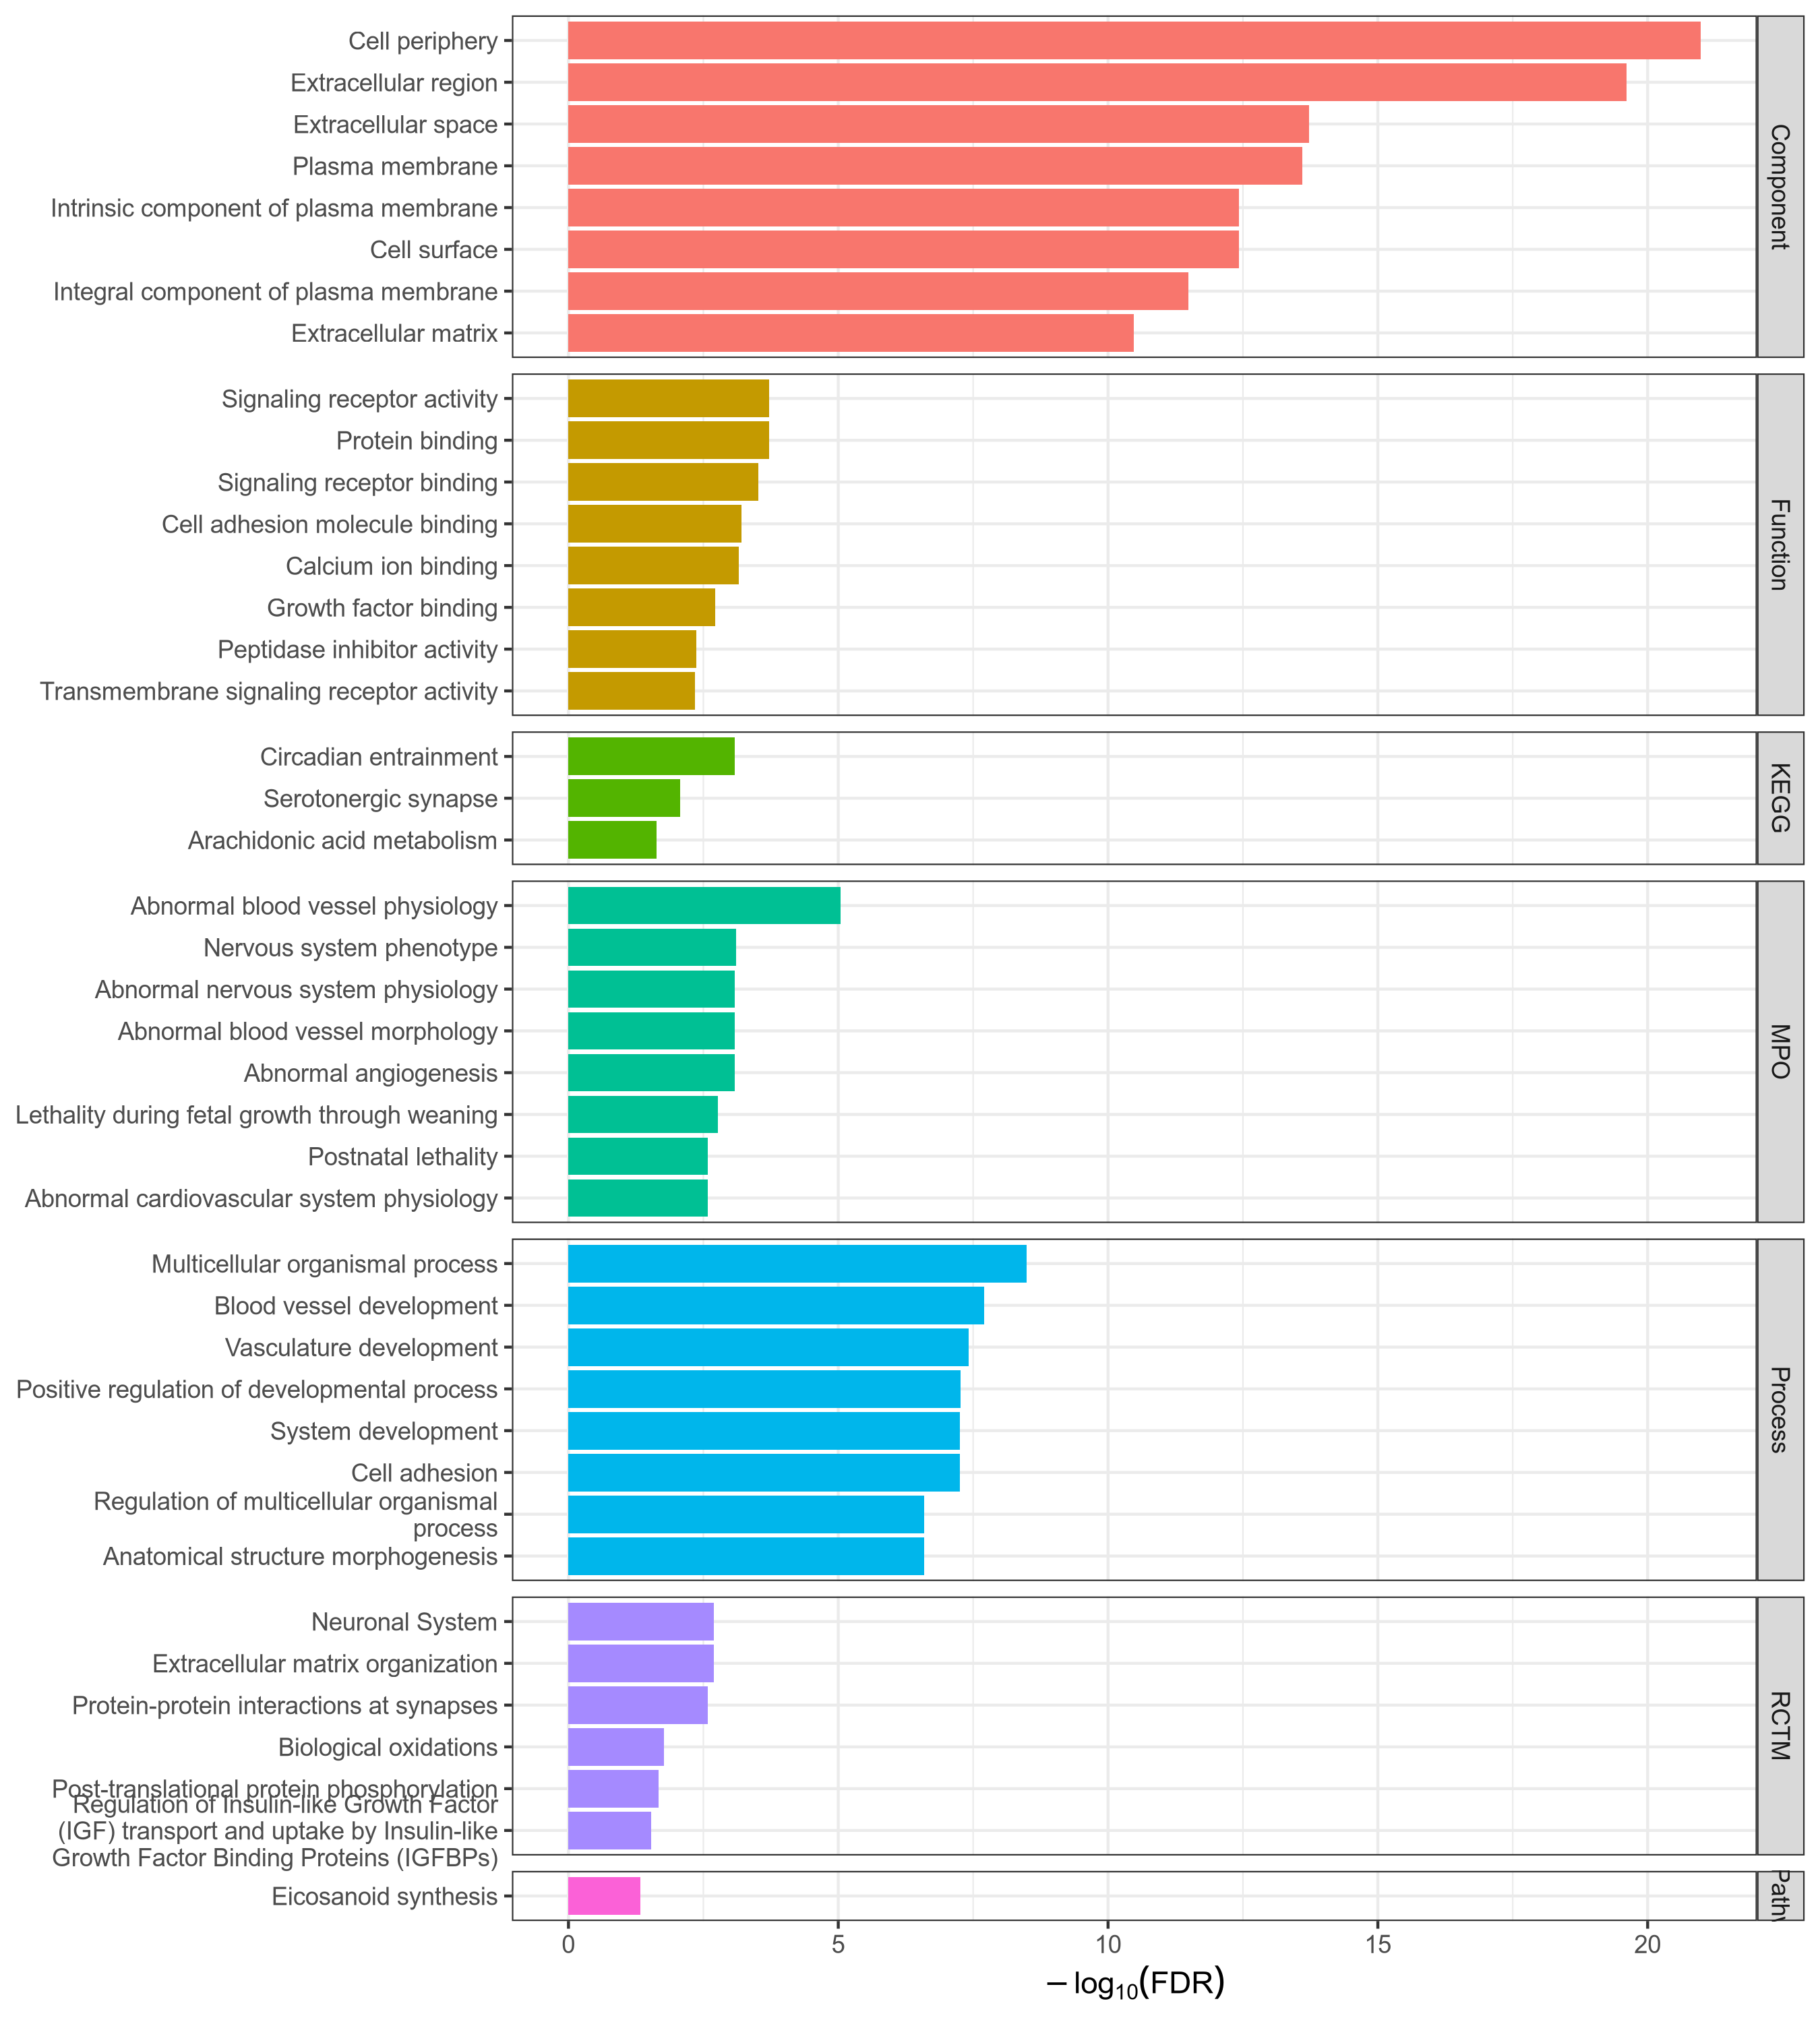 Cell periphery
Extracellular region
Extracellular space
Plasma membrane
Intrinsic component of plasma membrane
Cell surface
Integral component of plasma membrane
Extracellular matrix
Component
Signaling receptor activity
Protein binding
Signaling receptor binding
Cell adhesion molecule binding
Calcium ion binding
Growth factor binding
Peptidase inhibitor activity
Transmembrane signaling receptor activity
Function
Circadian entrainment
Serotonergic synapse
Arachidonic acid metabolism
KEGG
Abnormal blood vessel physiology
Nervous system phenotype
Abnormal nervous system physiology
Abnormal blood vessel morphology
Abnormal angiogenesis
Lethality during fetal growth through weaning
Postnatal lethality
Abnormal cardiovascular system physiology
MPO
Multicellular organismal process
Blood vessel development
Vasculature development
Positive regulation of developmental process
System development
Cell adhesion
Regulation of multicellular organismal
process
Anatomical structure morphogenesis
Process
Neuronal System
Extracellular matrix organization
Protein-protein interactions at synapses
Biological oxidations
Post-translational protein phosphorylation
Regulation of Insulin-like Growth Factor
(IGF) transport and uptake by Insulin-like
Growth Factor Binding Proteins (IGFBPs)
RCTM
Eicosanoid synthesis
0 5 10 15 20
− log10(FDR)